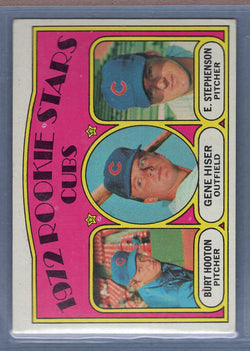 1972 ROOKIE STARS
CUBS
E. STEPHENSON
PITCHER
GENE HISER
OUTFIELD
BURT HOOTON
PITCHER
C
C
C